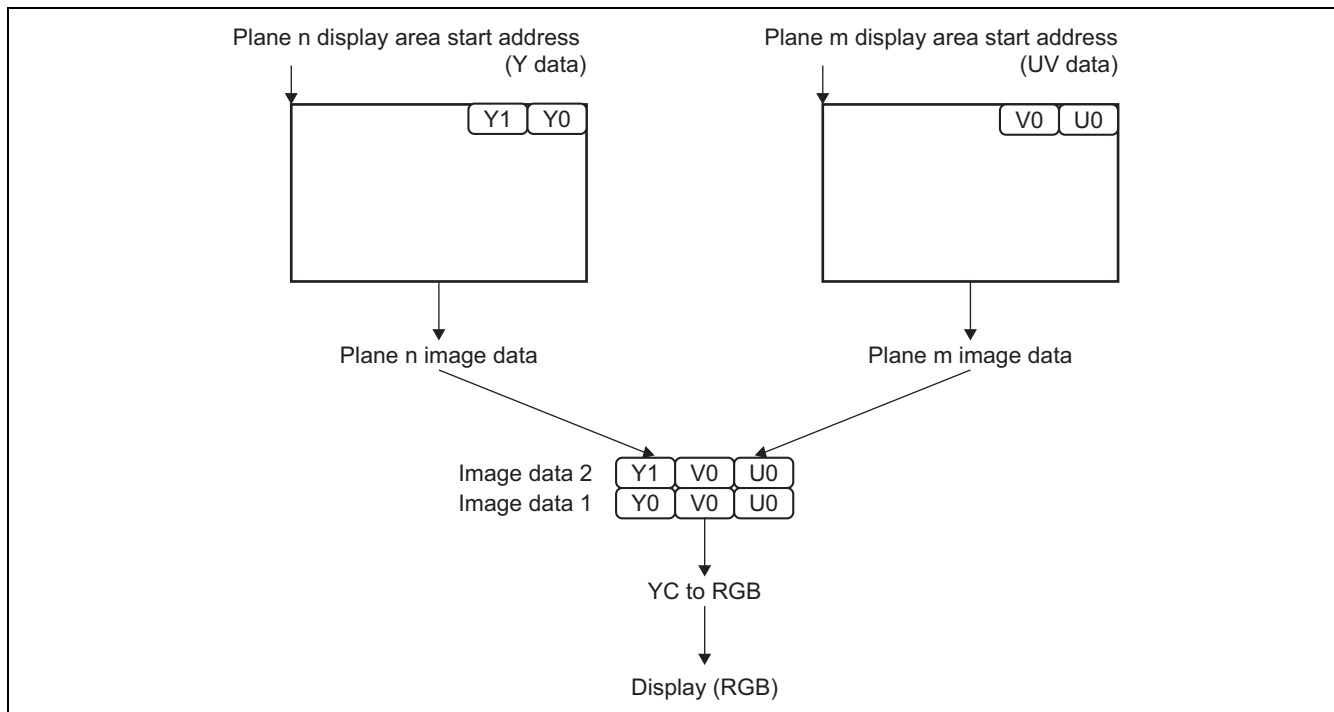 Plane n display area start address
(Y data)
Plane m display area start address
(UV data)
Y1 Y0
V0 U0
Plane n image data
Plane m image data
Image data 2 Y1 V0 U0
Image data 1 Y0 V0 U0
YC to RGB
Display (RGB)